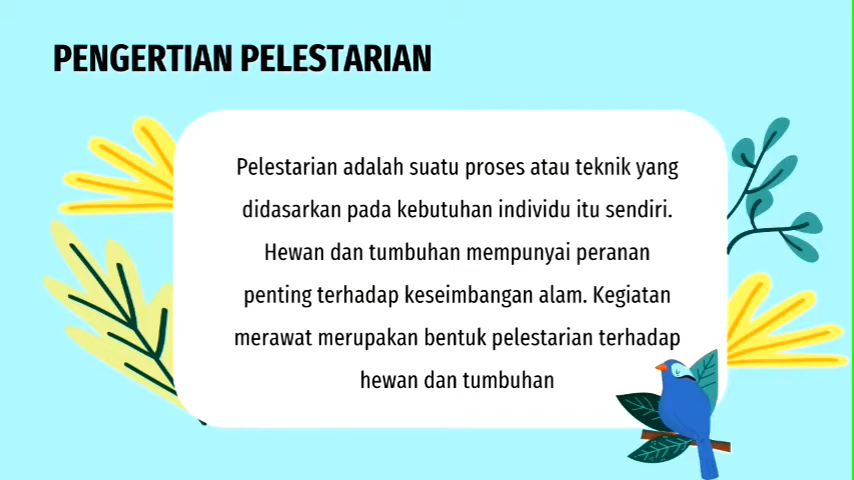 PENGERTIAN PELESTARIAN
Pelestarian adalah suatu proses atau teknik yang
didasarkan pada kebutuhan individu itu sendiri.
Hewan dan tumbuhan mempunyai peranan
penting terhadap keseimbangan alam. Kegiatan
merawat merupakan bentuk pelestarian terhadap
hewan dan tumbuhan